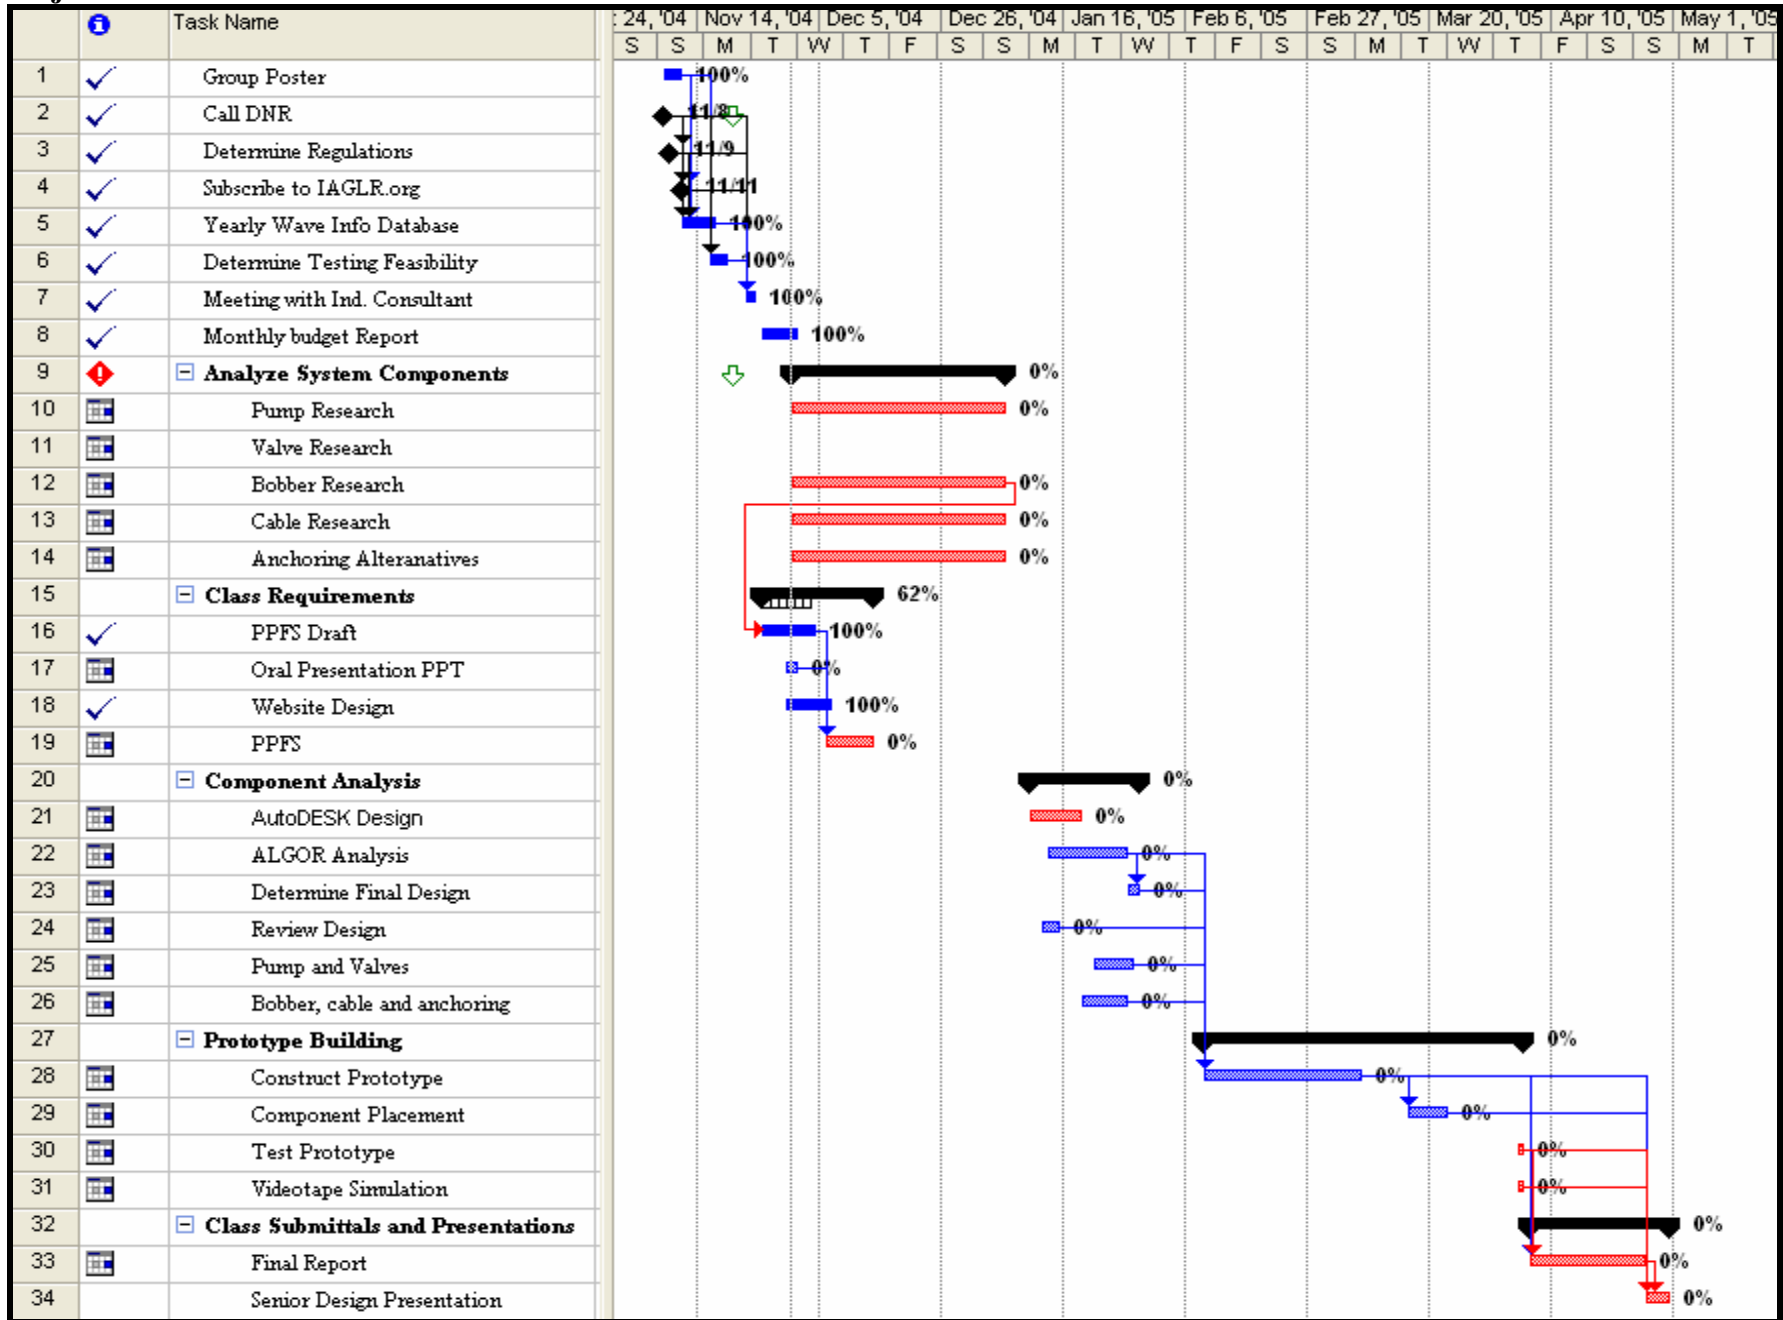 Task Name
24, '04 Nov 14, '04 Dec 5, '04 Dec 26, '04 Jan 16, '05 Feb 6, '05 Feb 27, '05 Mar 20, '05 Apr 10, '05 May 1, '05
S S M T W T F S S M T W T F S S M T W T F S S M T
1 Group Poster 100%
2 Call DNR 11/8
3 Determine Regulations 11/9
4 Subscribe to IAGLR.org 11/11
5 Yearly Wave Info Database 100%
6 Determine Testing Feasibility 100%
7 Meeting with Ind. Consultant 100%
8 Monthly budget Report 100%
9 Analyze System Components 0%
10 Pump Research 0%
11 Valve Research
12 Bobber Research 0%
13 Cable Research 0%
14 Anchoring Alteranatives 0%
15 Class Requirements 62%
16 PPFS Draft 100%
17 Oral Presentation PPT 0%
18 Website Design 100%
19 PPFS 0%
20 Component Analysis 0%
21 AutoDESK Design 0%
22 ALGOR Analysis 0%
23 Determine Final Design 0%
24 Review Design 0%
25 Pump and Valves 0%
26 Bobber, cable and anchoring 0%
27 Prototype Building 0%
28 Construct Prototype 0%
29 Component Placement 0%
30 Test Prototype 0%
31 Videotape Simulation 0%
32 Class Submittals and Presentations 0%
33 Final Report 0%
34 Senior Design Presentation 0%